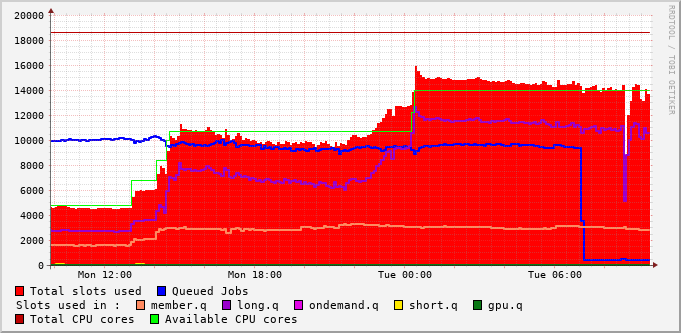 20000
18000
16000
14000
12000
10000
8000
6000
4000
2000
0
Mon 12:00 Mon 18:00 Tue 00:00 Tue 06:00
Total slots used Queued Jobs
Slots used in : member.q long.q ondemand.q short.q gpu.q
Total CPU cores Available CPU cores
RRDTOOL / TOBI OETIKER